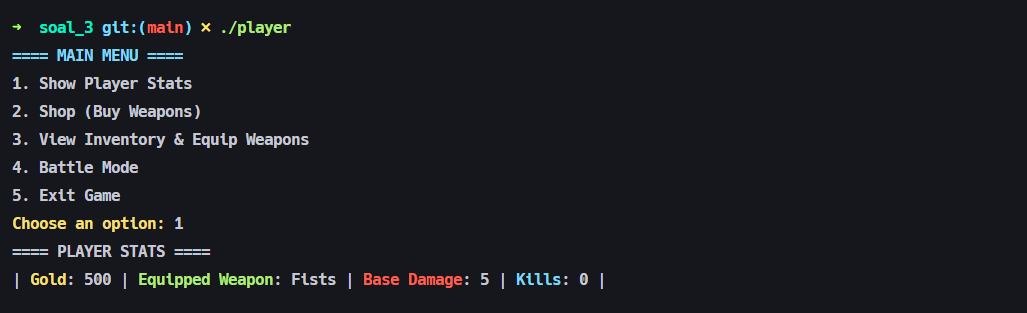 ➜ soal_3 git:(main) ✗ ./player
==== MAIN MENU ====
1. Show Player Stats
2. Shop (Buy Weapons)
3. View Inventory & Equip Weapons
4. Battle Mode
5. Exit Game
Choose an option: 1
==== PLAYER STATS ====
| Gold: 500 | Equipped Weapon: Fists | Base Damage: 5 | Kills: 0 |